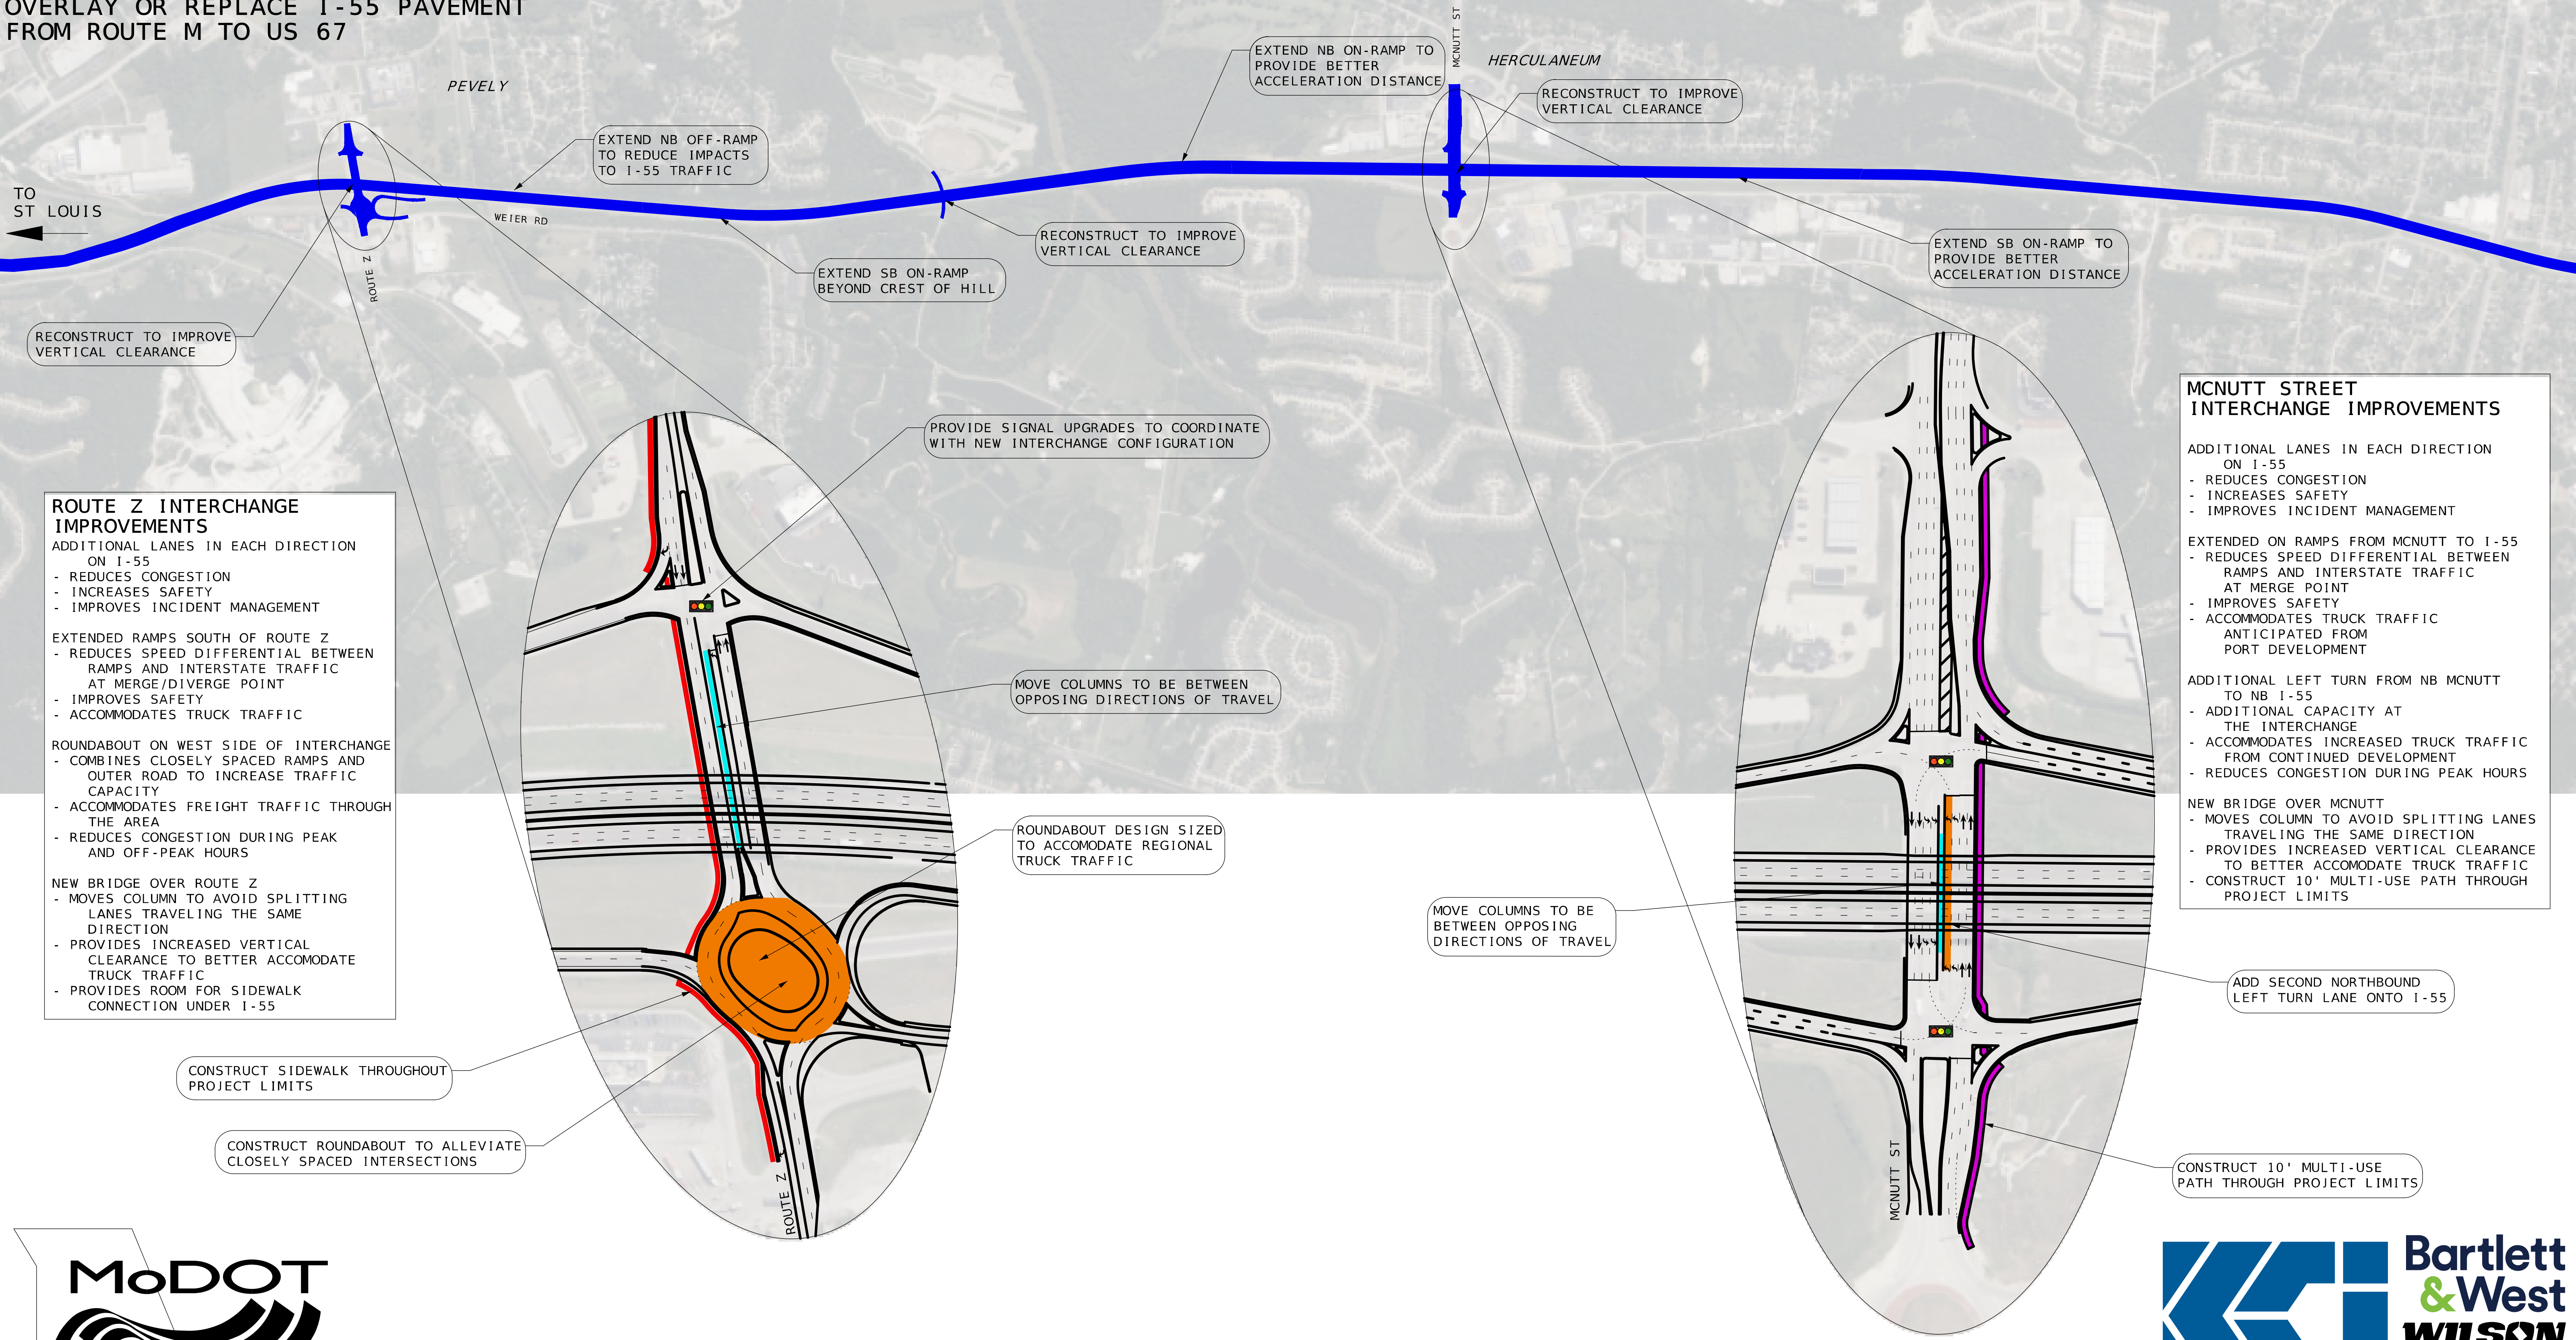 OVERLAY OR REPLACE I-55 PAVEMENT
FROM ROUTE M TO US 67
PEVELY
TO
ST LOUIS
EXTEND NB OFF-RAMP
TO REDUCE IMPACTS
TO I-55 TRAFFIC
WEIER RD
ROUTE Z
RECONSTRUCT TO IMPROVE
VERTICAL CLEARANCE
EXTEND SB ON-RAMP
BEYOND CREST OF HILL
RECONSTRUCT TO IMPROVE
VERTICAL CLEARANCE
EXTEND NB ON-RAMP TO
PROVIDE BETTER
ACCELERATION DISTANCE
MCNUTT ST
HERCULANEUM
RECONSTRUCT TO IMPROVE
VERTICAL CLEARANCE
EXTEND SB ON-RAMP TO
PROVIDE BETTER
ACCELERATION DISTANCE
ROUTE Z INTERCHANGE
IMPROVEMENTS
ADDITIONAL LANES IN EACH DIRECTION
ON I-55
- REDUCES CONGESTION
- INCREASES SAFETY
- IMPROVES INCIDENT MANAGEMENT
EXTENDED RAMPS SOUTH OF ROUTE Z
- REDUCES SPEED DIFFERENTIAL BETWEEN
RAMPS AND INTERSTATE TRAFFIC
AT MERGE/DIVERGE POINT
- IMPROVES SAFETY
- ACCOMMODATES TRUCK TRAFFIC
ROUNDABOUT ON WEST SIDE OF INTERCHANGE
- COMBINES CLOSELY SPACED RAMPS AND
OUTER ROAD TO INCREASE TRAFFIC
CAPACITY
- ACCOMMODATES FREIGHT TRAFFIC THROUGH
THE AREA
- REDUCES CONGESTION DURING PEAK
AND OFF-PEAK HOURS
NEW BRIDGE OVER ROUTE Z
- MOVES COLUMN TO AVOID SPLITTING
LANES TRAVELING THE SAME
DIRECTION
- PROVIDES INCREASED VERTICAL
CLEARANCE TO BETTER ACCOMODATE
TRUCK TRAFFIC
- PROVIDES ROOM FOR SIDEWALK
CONNECTION UNDER I-55
PROVIDE SIGNAL UPGRADES TO COORDINATE
WITH NEW INTERCHANGE CONFIGURATION
MOVE COLUMNS TO BE BETWEEN
OPPOSING DIRECTIONS OF TRAVEL
ROUNDABOUT DESIGN SIZED
TO ACCOMODATE REGIONAL
TRUCK TRAFFIC
CONSTRUCT SIDEWALK THROUGHOUT
PROJECT LIMITS
CONSTRUCT ROUNDABOUT TO ALLEVIATE
CLOSELY SPACED INTERSECTIONS
ROUTE Z
MCNUTT STREET
INTERCHANGE IMPROVEMENTS
ADDITIONAL LANES IN EACH DIRECTION
ON I-55
- REDUCES CONGESTION
- INCREASES SAFETY
- IMPROVES INCIDENT MANAGEMENT
EXTENDED ON RAMPS FROM MCNUTT TO I-55
- REDUCES SPEED DIFFERENTIAL BETWEEN
RAMPS AND INTERSTATE TRAFFIC
AT MERGE POINT
- IMPROVES SAFETY
- ACCOMMODATES TRUCK TRAFFIC
ANTICIPATED FROM
PORT DEVELOPMENT
ADDITIONAL LEFT TURN FROM NB MCNUTT
TO NB I-55
- ADDITIONAL CAPACITY AT
THE INTERCHANGE
- ACCOMMODATES INCREASED TRUCK TRAFFIC
FROM CONTINUED DEVELOPMENT
- REDUCES CONGESTION DURING PEAK HOURS
NEW BRIDGE OVER MCNUTT
- MOVES COLUMN TO AVOID SPLITTING LANES
TRAVELING THE SAME DIRECTION
- PROVIDES INCREASED VERTICAL CLEARANCE
TO BETTER ACCOMODATE TRUCK TRAFFIC
- CONSTRUCT 10' MULTI-USE PATH THROUGH
PROJECT LIMITS
MOVE COLUMNS TO BE
BETWEEN OPPOSING
DIRECTIONS OF TRAVEL
ADD SECOND NORTHBOUND
LEFT TURN LANE ONTO I-55
CONSTRUCT 10' MULTI-USE
PATH THROUGH PROJECT LIMITS
MCNUTT ST
MoDOT
Bartlett
&West
WILSON